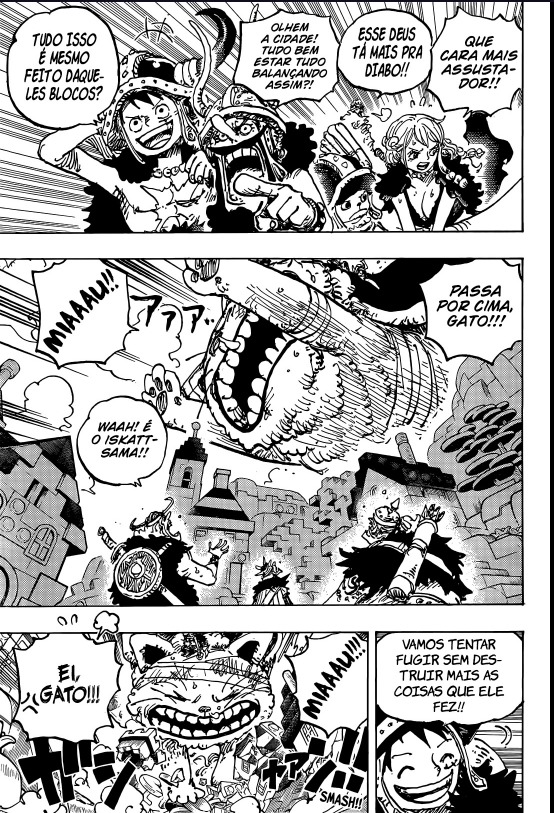 QUE
CARA MAIS
ASSUSTA-
DOR!!
ESSE DEUS
TÁ MAIS PRA
DIABO!!
OLHEM
A CIDADE!
TUDO BEM
ESTAR TUDO
BALANÇANDO
ASSIM?!
TUDO ISSO
É MESMO
FEITO DAQUE-
LES BLOCOS?
PASSA
POR CIMA,
GATO!!!
MIAAAU!!
アァア..
WAAH! É
O ISKATT-
SAMA!!
VAMOS TENTAR
FUGIR SEM DES-
TRUIR MAIS AS
COISAS QUE ELE
FEZ!!
MIAAAU!!!
EI,
GATO!!!
SMASH!!